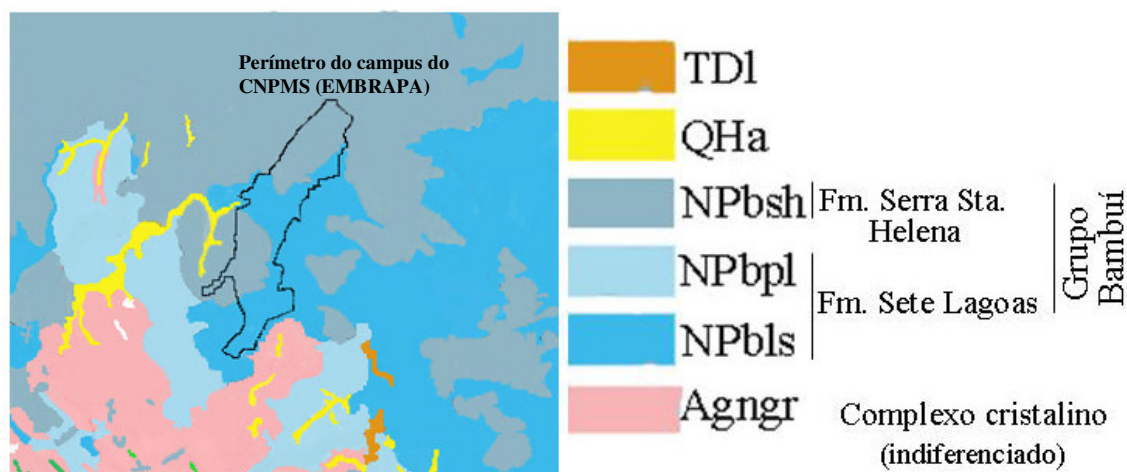 Perímetro do campus do
CNPMS (EMBRAPA)
TDl
QHa
NPbsh
Fm. Serra Sta.
Helena
NPbpl
Fm. Sete Lagoas
NPbls
Grupo
Bambuí
Agngr
Complexo cristalino
(indiferenciado)